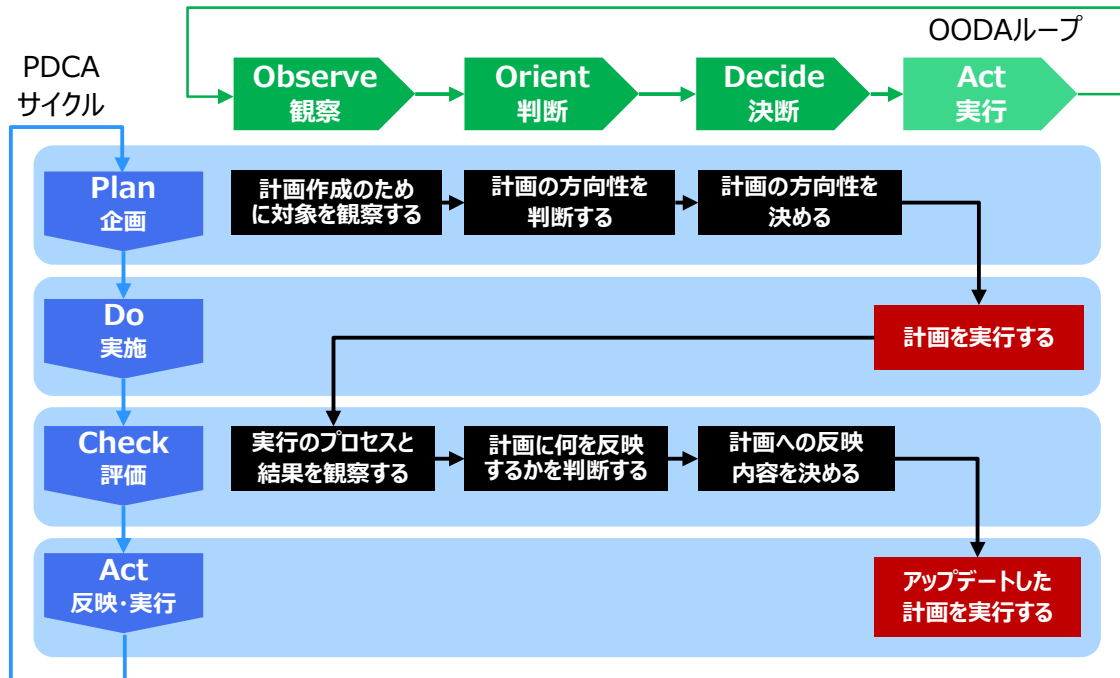 OODAループ
PDCA
サイクル
Observe
観察
Orient
判断
Decide
決断
Act
実行
Plan
企画
計画作成のため
に対象を観察する
計画の方向性を
判断する
計画の方向性を
決める
Do
実施
計画を実行する
Check
評価
実行のプロセスと
結果を観察する
計画に何を反映
するかを判断する
計画への反映
内容を決める
Act
反映・実行
アップデートした
計画を実行する